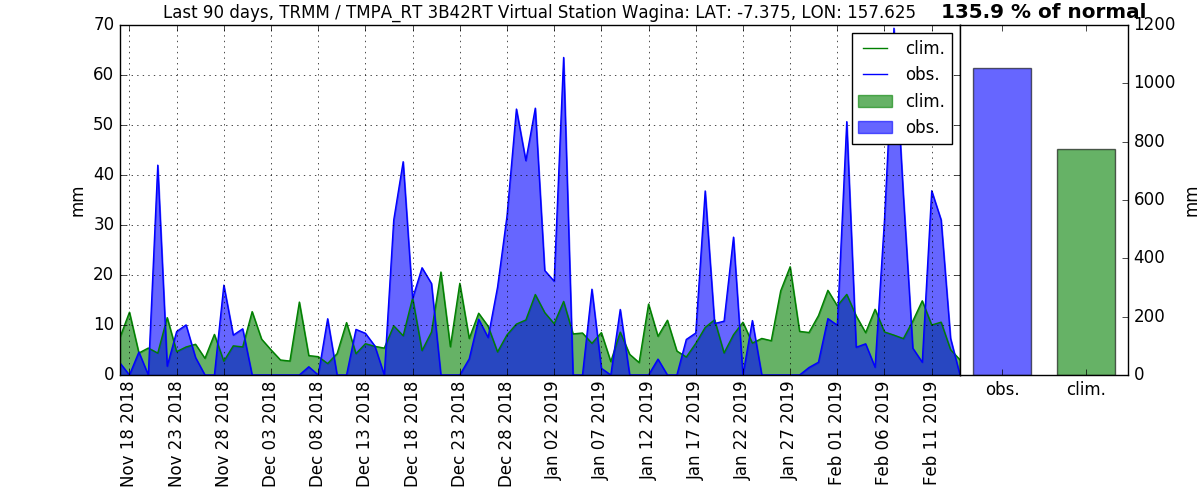 Last 90 days, TRMM / TMPA_RT 3B42RT Virtual Station Wagina: LAT: -7.375, LON: 157.625
135.9 % of normal
70
60
50
40
30
20
10
0
mm
clim.
obs.
clim.
obs.
Nov 18 2018
Nov 23 2018
Nov 28 2018
Dec 03 2018
Dec 08 2018
Dec 13 2018
Dec 18 2018
Dec 23 2018
Dec 28 2018
Jan 02 2019
Jan 07 2019
Jan 12 2019
Jan 17 2019
Jan 22 2019
Jan 27 2019
Feb 01 2019
Feb 06 2019
Feb 11 2019
1200
1000
800
600
400
200
0
mm
obs.
clim.